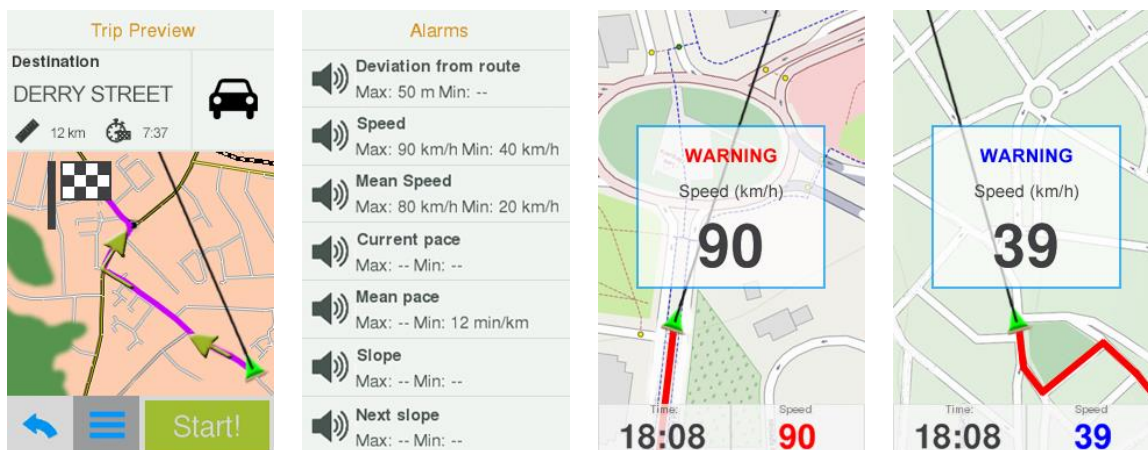 Trip Preview
Destination
DERRY STREET
12 km
7:37
Start!
Alarms
Deviation from route
Max: 50 m Min: --
Speed
Max: 90 km/h Min: 40 km/h
Mean Speed
Max: 80 km/h Min: 20 km/h
Current pace
Max: -- Min: --
Mean pace
Max: -- Min: 12 min/km
Slope
Max: -- Min: --
Next slope
Max: -- Min: --
WARNING
Speed (km/h)
90
Time:
Speed
18:08
90
WARNING
Speed (km/h)
39
Time:
Speed
18:08
39